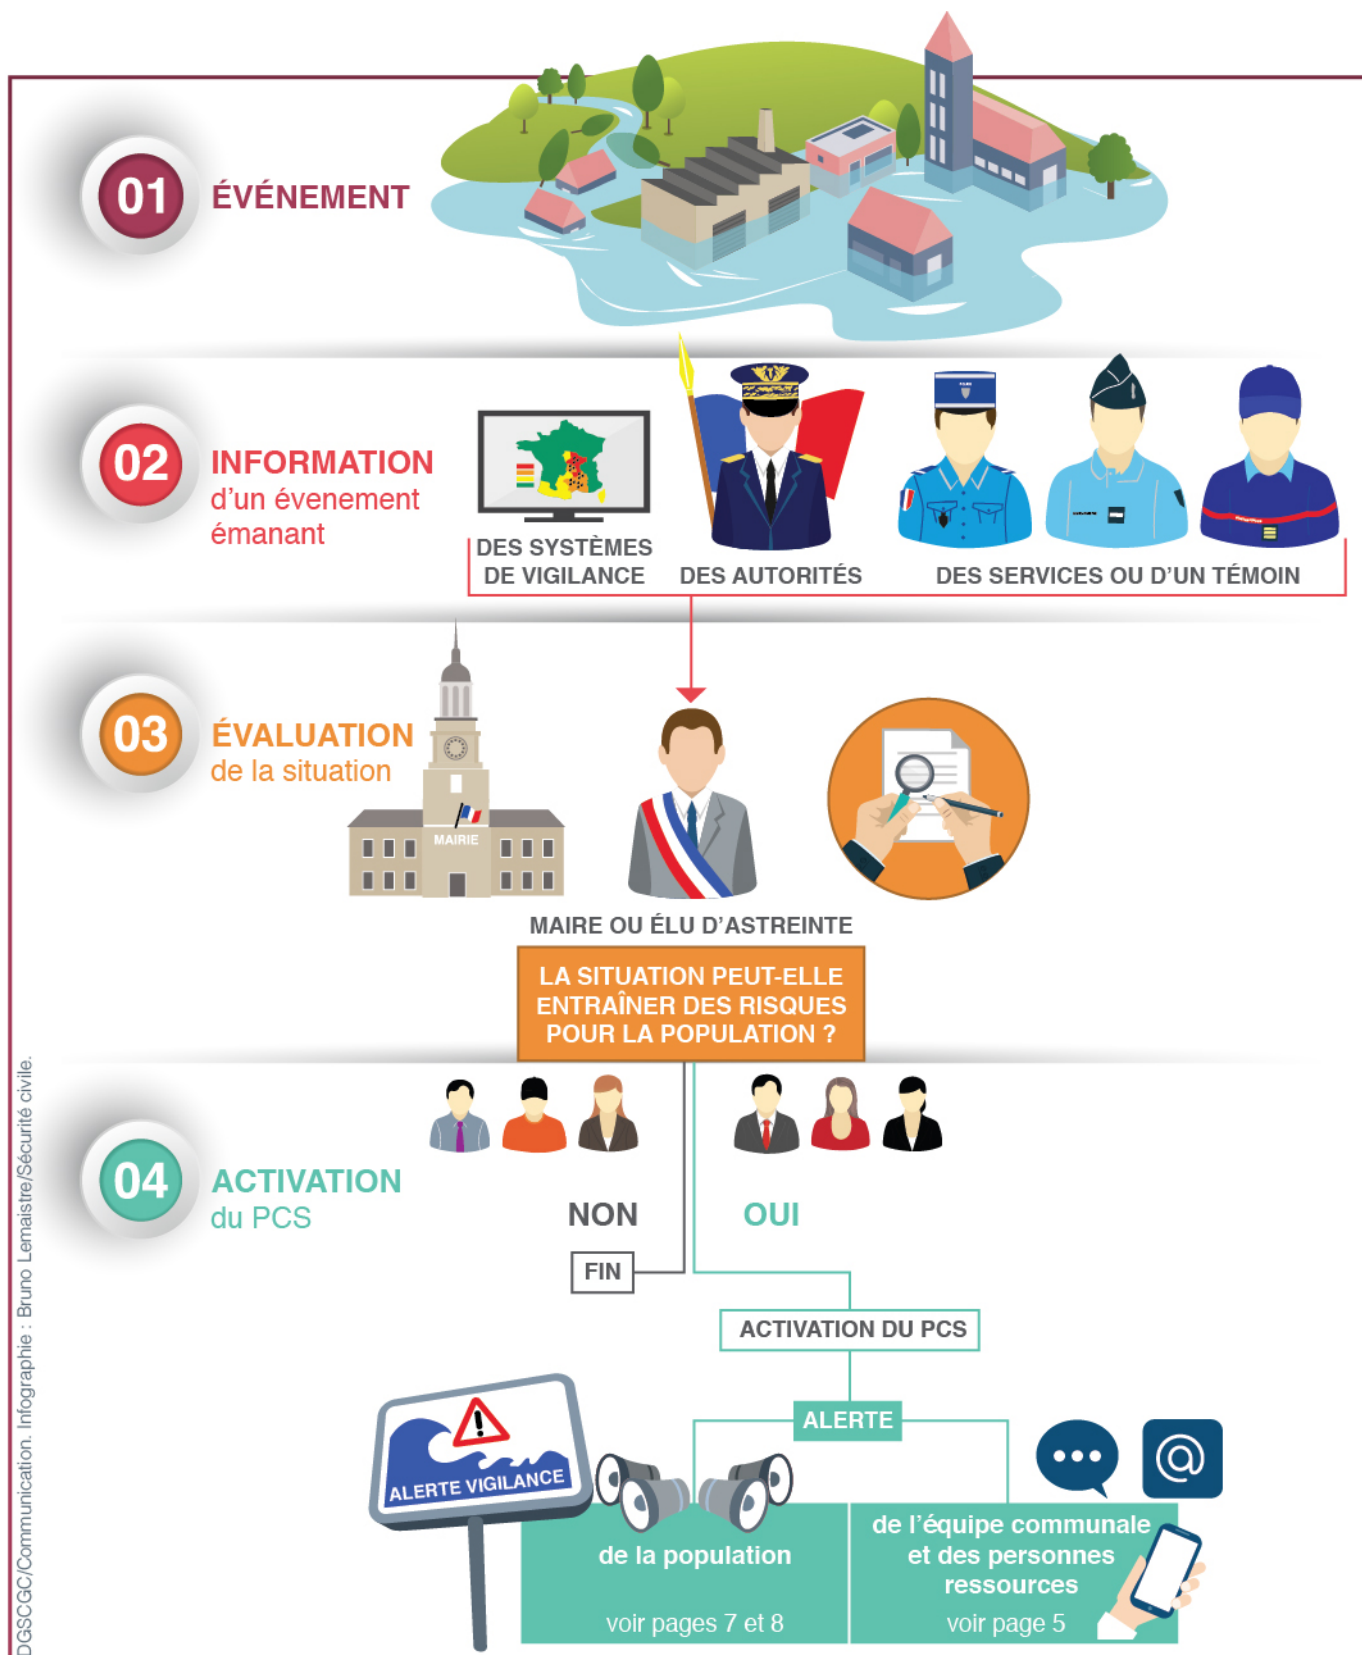 01
ÉVÉNEMENT
02
INFORMATION
d'un évenement
émanant
DES SYSTÈMES
DE VIGILANCE
DES AUTORITÉS
DES SERVICES OU D'UN TÉMOIN
03
ÉVALUATION
de la situation
MAIRIE
MAIRE OU ÉLU D'ASTREINTE
LA SITUATION PEUT-ELLE
ENTRAÎNER DES RISQUES
POUR LA POPULATION ?
04
ACTIVATION
du PCS
NON
OUI
FIN
ACTIVATION DU PCS
ALERTE
ALERTE VIGILANCE
@
de la population
voir pages 7 et 8
de l'équipe communale
et des personnes
ressources
voir page 5
DGSCGC/Communication. Infographie : Bruno Lemaistre/Sécurité civile.